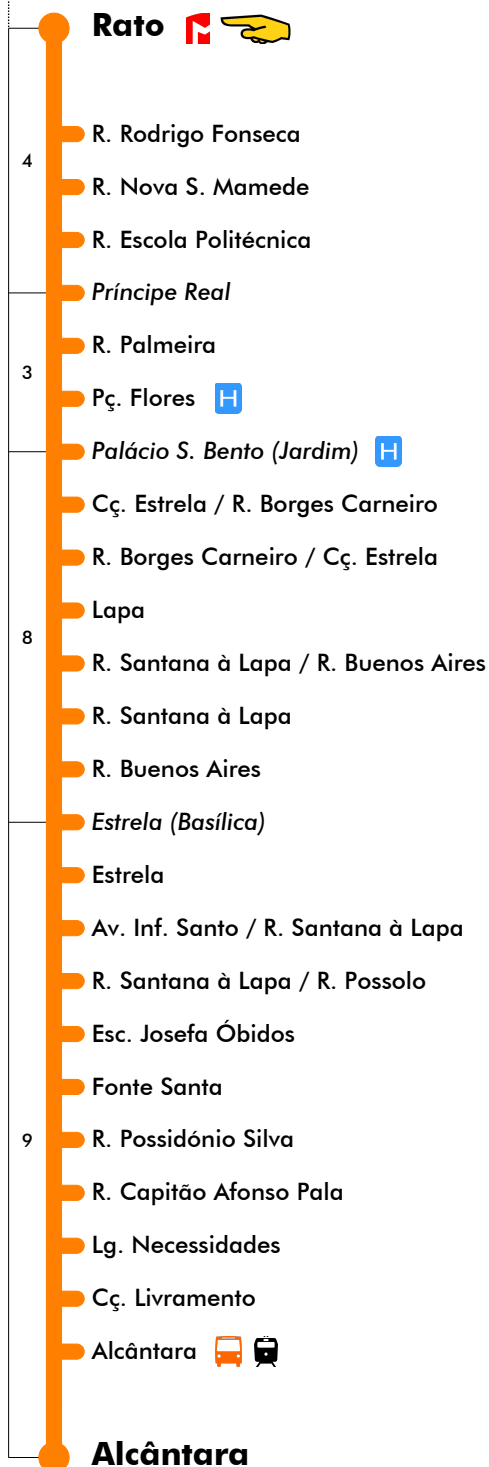 Rato
R. Rodrigo Fonseca
4
R. Nova S. Mamede
R. Escola Politécnica
Príncipe Real
R. Palmeira
3
Pç. Flores H
Palácio S. Bento (Jardim) H
Cç. Estrela / R. Borges Carneiro
R. Borges Carneiro / Cç. Estrela
Lapa
8
R. Santana à Lapa / R. Buenos Aires
R. Santana à Lapa
R. Buenos Aires
Estrela (Basílica)
Estrela
Av. Inf. Santo / R. Santana à Lapa
R. Santana à Lapa / R. Possolo
Esc. Josefa Óbidos
Fonte Santa
9
R. Possidónio Silva
R. Capitão Afonso Pala
Lg. Necessidades
Cç. Livramento
Alcântara
Alcântara